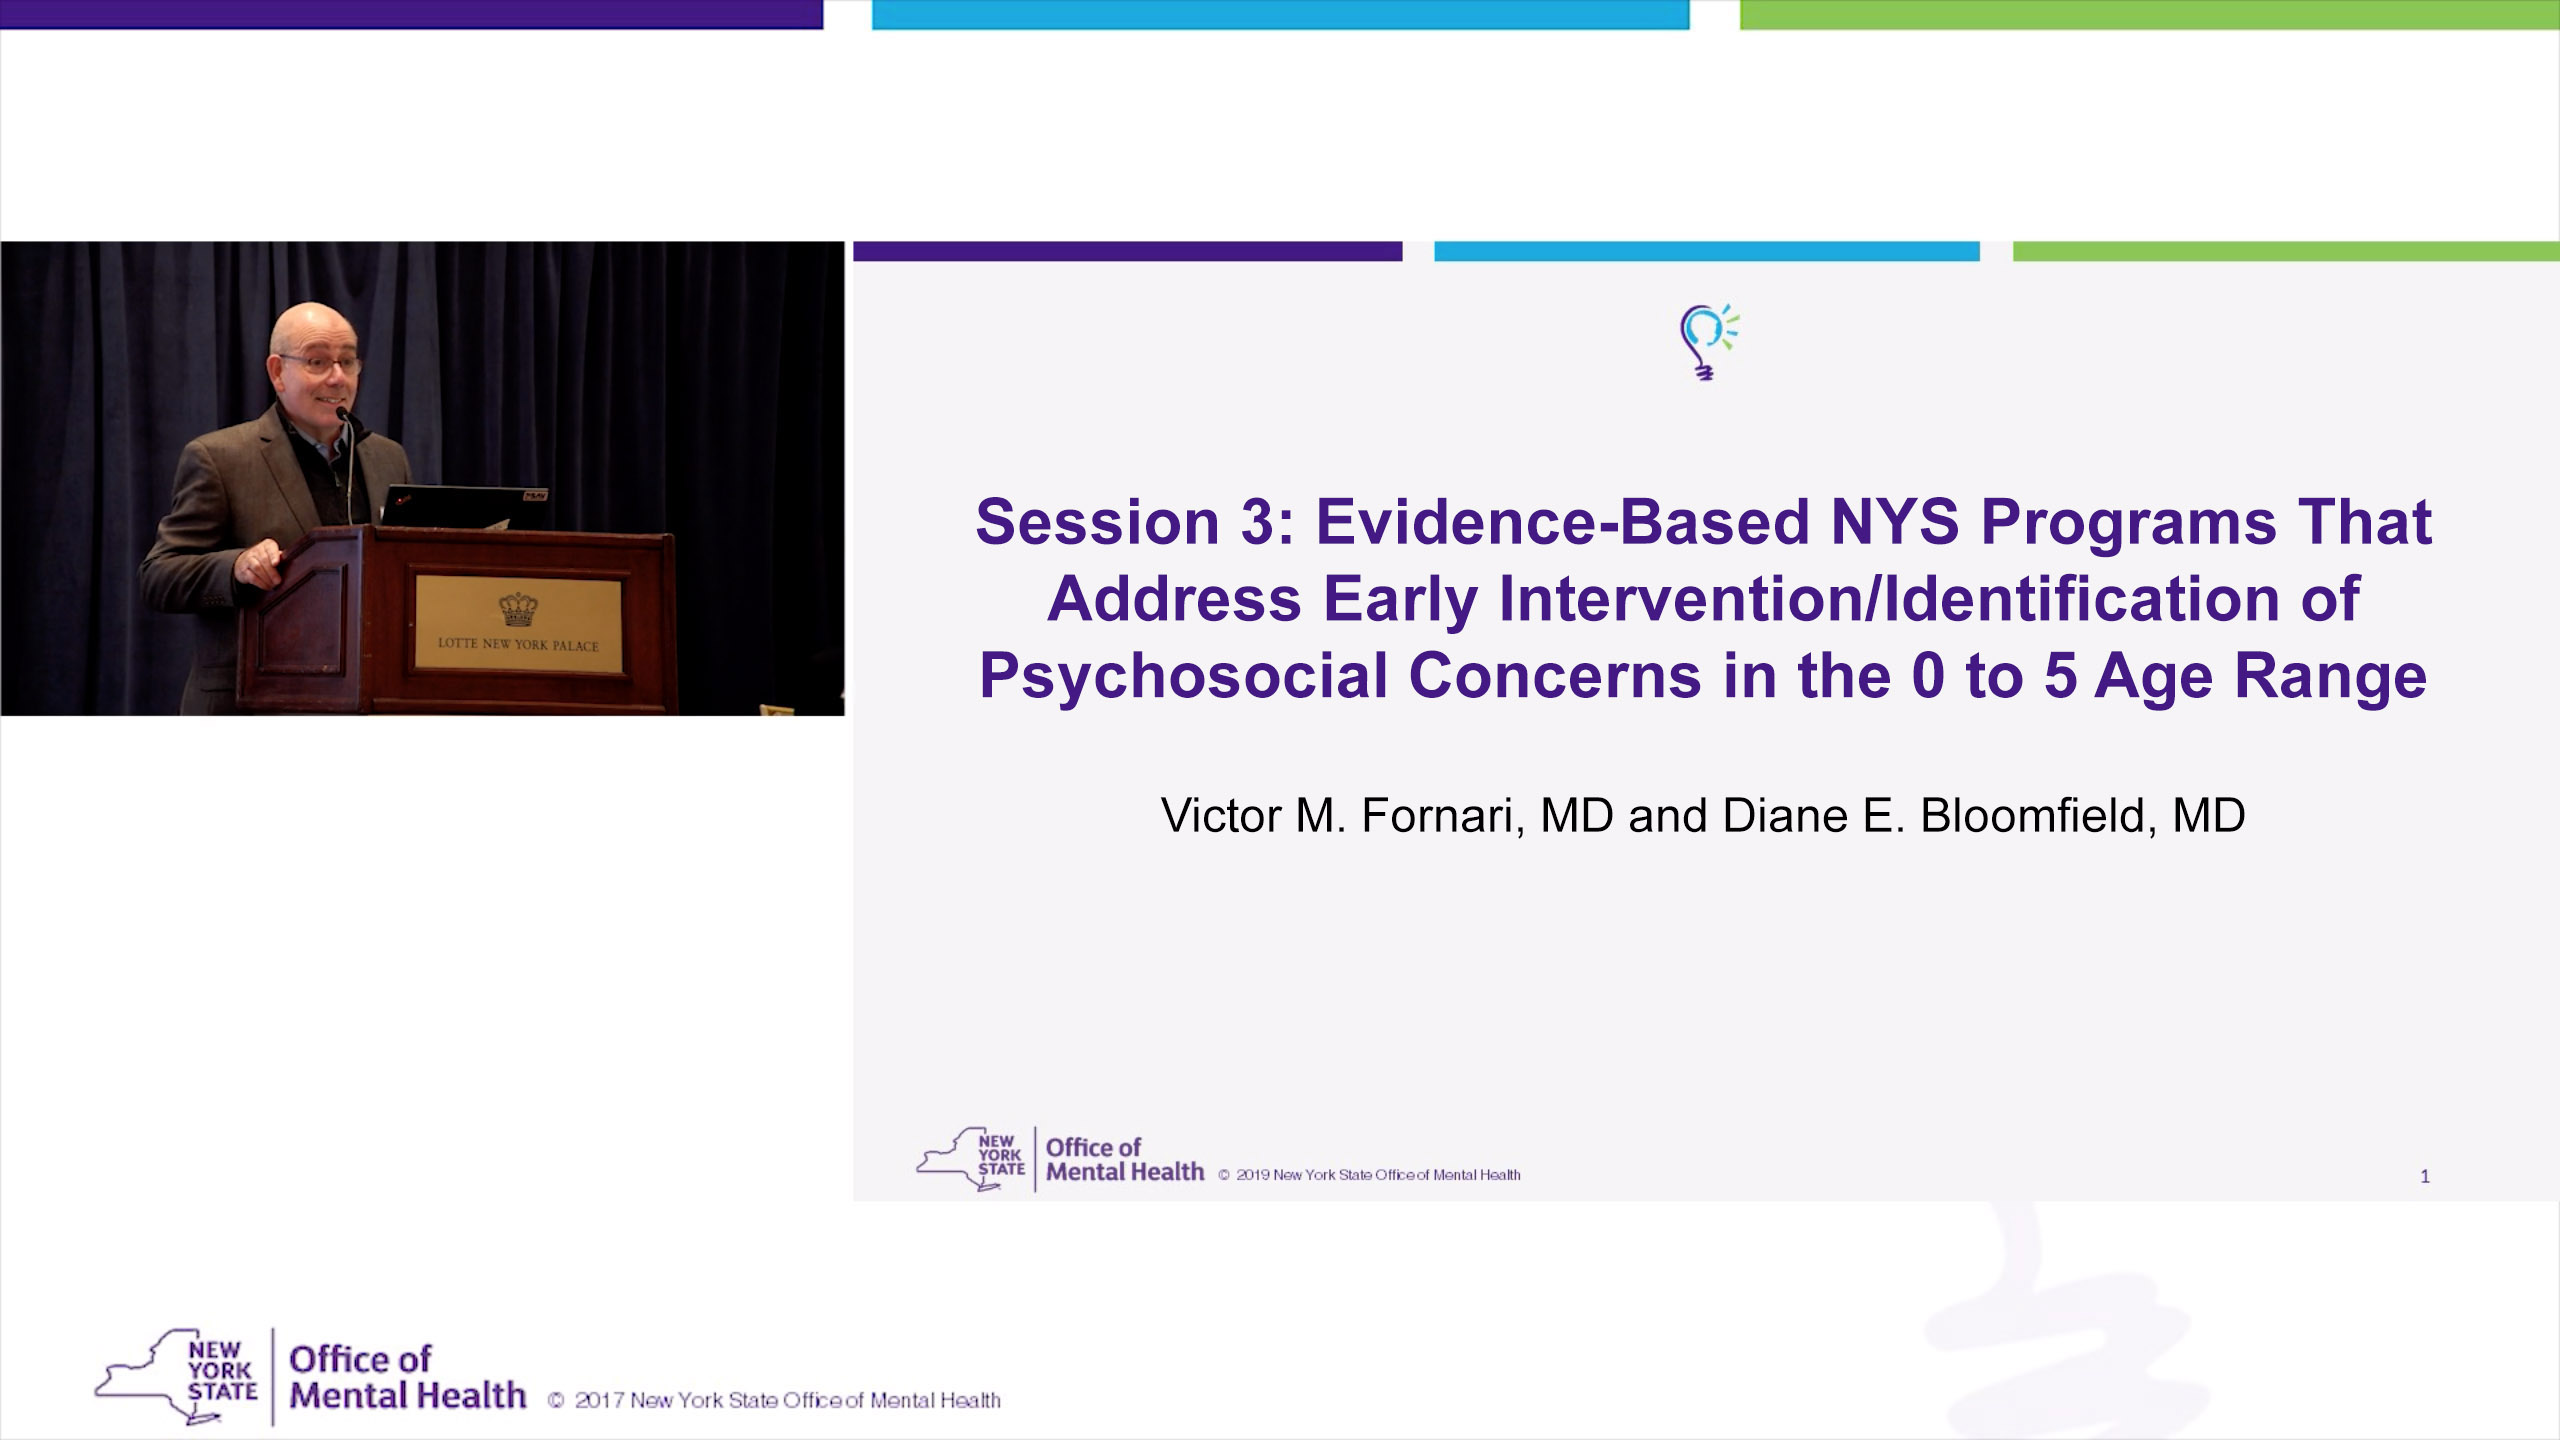 LOTTE NEW YORK PALACE
Session 3: Evidence-Based NYS Programs That
Address Early Intervention/Identification of
Psychosocial Concerns in the 0 to 5 Age Range
Victor M. Fornari, MD and Diane E. Bloomfield, MD
NEW
YORK
STATE
Office of
Mental Health
© 2019 New York State Office of Mental Health
1
NEW
YORK
STATE
Office of
Mental Health
© 2017 New York State Office of Mental Health